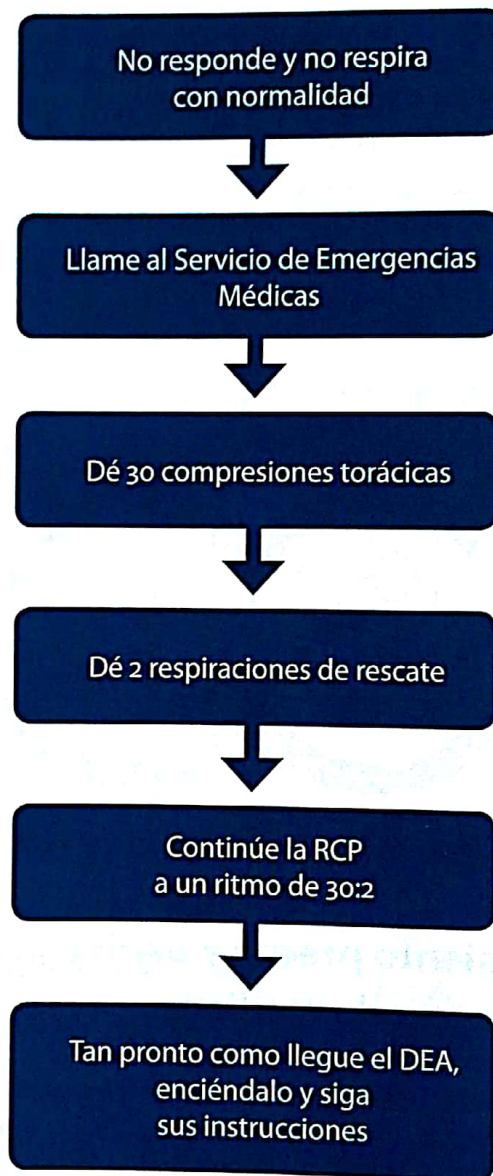 No responde y no respira
con normalidad
Llame al Servicio de Emergencias
Médicas
Dé 30 compresiones torácicas
Dé 2 respiraciones de rescate
Continúe la RCP
a un ritmo de 30:2
Tan pronto como llegue el DEA,
enciéndalo y siga
sus instrucciones